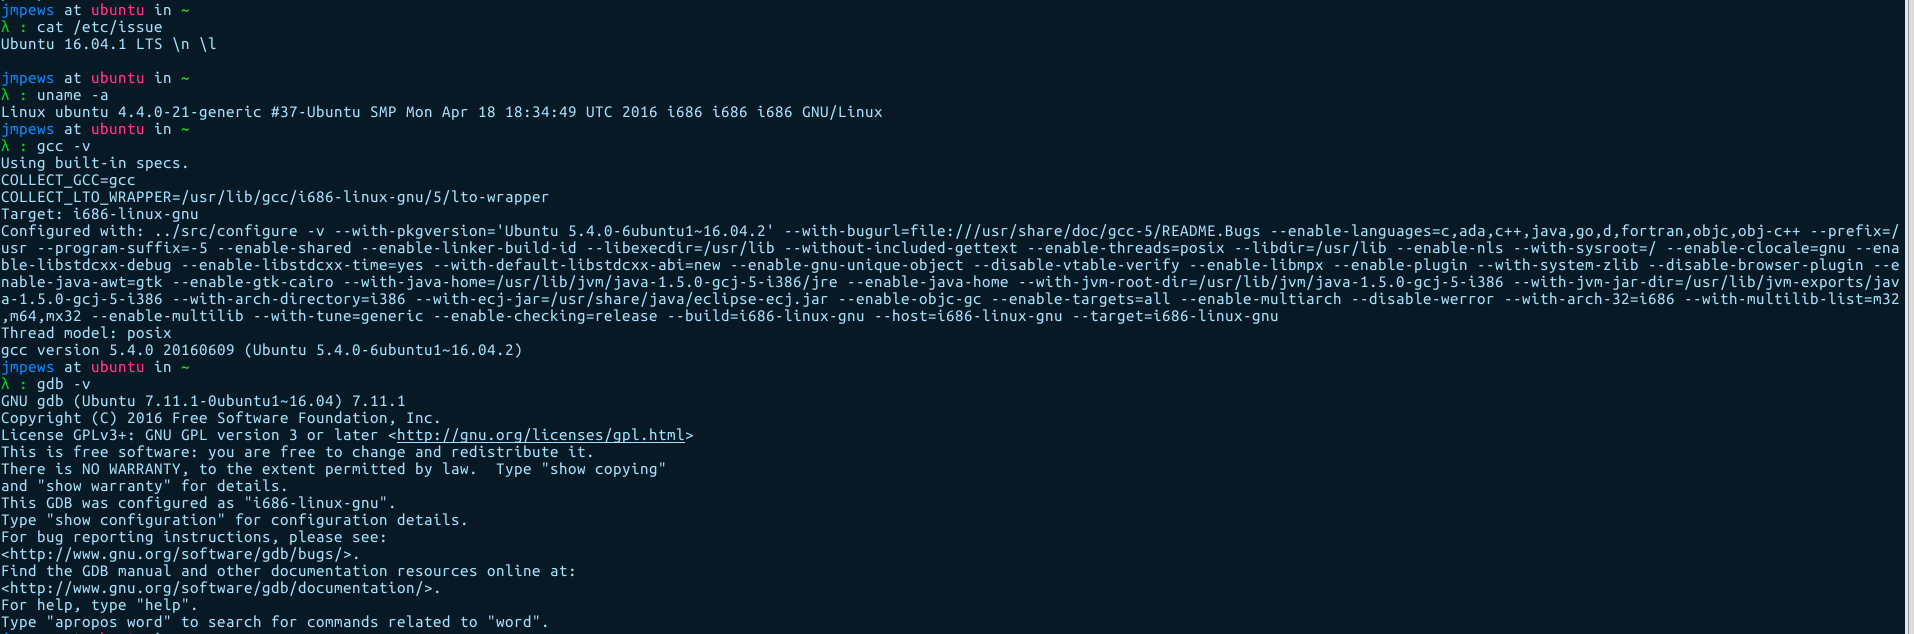 jmpews at ubuntu in ~
λ : cat /etc/issue
Ubuntu 16.04.1 LTS \n \l
jmpews at ubuntu in ~
λ : uname -a
Linux ubuntu 4.4.0-21-generic #37-Ubuntu SMP Mon Apr 18 18:34:49 UTC 2016 i686 i686 i686 GNU/Linux
jmpews at ubuntu in ~
λ : gcc -v
Using built-in specs.
COLLECT_GCC=gcc
COLLECT_LTO_WRAPPER=/usr/lib/gcc/i686-linux-gnu/5/lto-wrapper
Target: i686-linux-gnu
Configured with: ../src/configure -v --with-pkgversion='Ubuntu 5.4.0-6ubuntu1~16.04.2' --with-bugurl=file:///usr/share/doc/gcc-5/README.Bugs --enable-languages=c,ada,c++,java,go,d,fortran,objc,obj-c++ --prefix=/
usr --program-suffix=-5 --enable-shared --enable-linker-build-id --libexecdir=/usr/lib --without-included-gettext --enable-threads=posix --libdir=/usr/lib --enable-nls --with-sysroot=/ --enable-clocale=gnu --ena
ble-libstdcxx-debug --enable-libstdcxx-time=yes --with-default-libstdcxx-abi=new --enable-gnu-unique-object --disable-vtable-verify --enable-libmpx --enable-plugin --with-system-zlib --disable-browser-plugin --e
nable-java-awt=gtk --enable-gtk-cairo --with-java-home=/usr/lib/jvm/java-1.5.0-gcj-5-i386/jre --enable-java-home --with-jvm-root-dir=/usr/lib/jvm/java-1.5.0-gcj-5-i386 --with-jvm-jar-dir=/usr/lib/jvm-exports/jav
a-1.5.0-gcj-5-i386 --with-arch-directory=i386 --with-ecj-jar=/usr/share/java/eclipse-ecj.jar --enable-objc-gc --enable-targets=all --enable-multiarch --disable-werror --with-arch-32=i686 --with-multilib-list=m32
,m64,mx32 --enable-multilib --with-tune=generic --enable-checking=release --build=i686-linux-gnu --host=i686-linux-gnu --target=i686-linux-gnu
Thread model: posix
gcc version 5.4.0 20160609 (Ubuntu 5.4.0-6ubuntu1~16.04.2)
jmpews at ubuntu in ~
λ : gdb -v
GNU gdb (Ubuntu 7.11.1-0ubuntu1~16.04) 7.11.1
Copyright (C) 2016 Free Software Foundation, Inc.
License GPLv3+: GNU GPL version 3 or later <http://gnu.org/licenses/gpl.html>
This is free software: you are free to change and redistribute it.
There is NO WARRANTY, to the extent permitted by law.  Type "show copying"
and "show warranty" for details.
This GDB was configured as "i686-linux-gnu".
Type "show configuration" for configuration details.
For bug reporting instructions, please see:
<http://www.gnu.org/software/gdb/bugs/>.
Find the GDB manual and other documentation resources online at:
<http://www.gnu.org/software/gdb/documentation/>.
For help, type "help".
Type "apropos word" to search for commands related to "word".